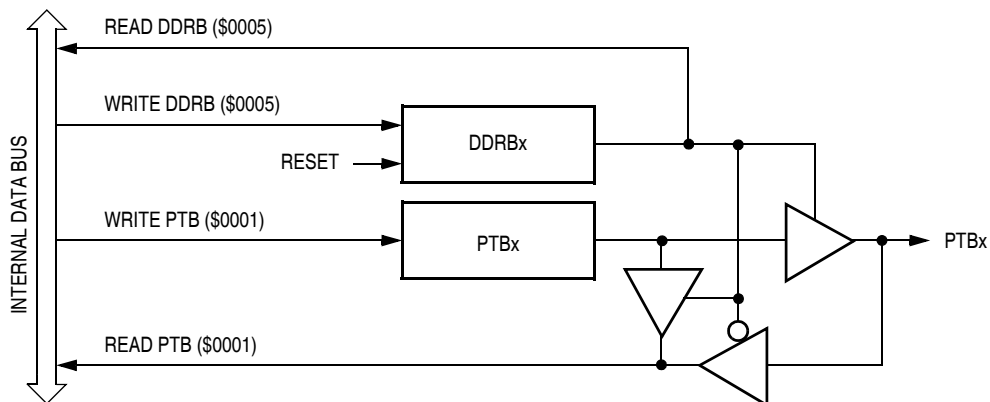 READ DDRB ($0005)
WRITE DDRB ($0005)
DDRBx
RESET
WRITE PTB ($0001)
PTBx
PTBx
READ PTB ($0001)
INTERNAL DATA BUS